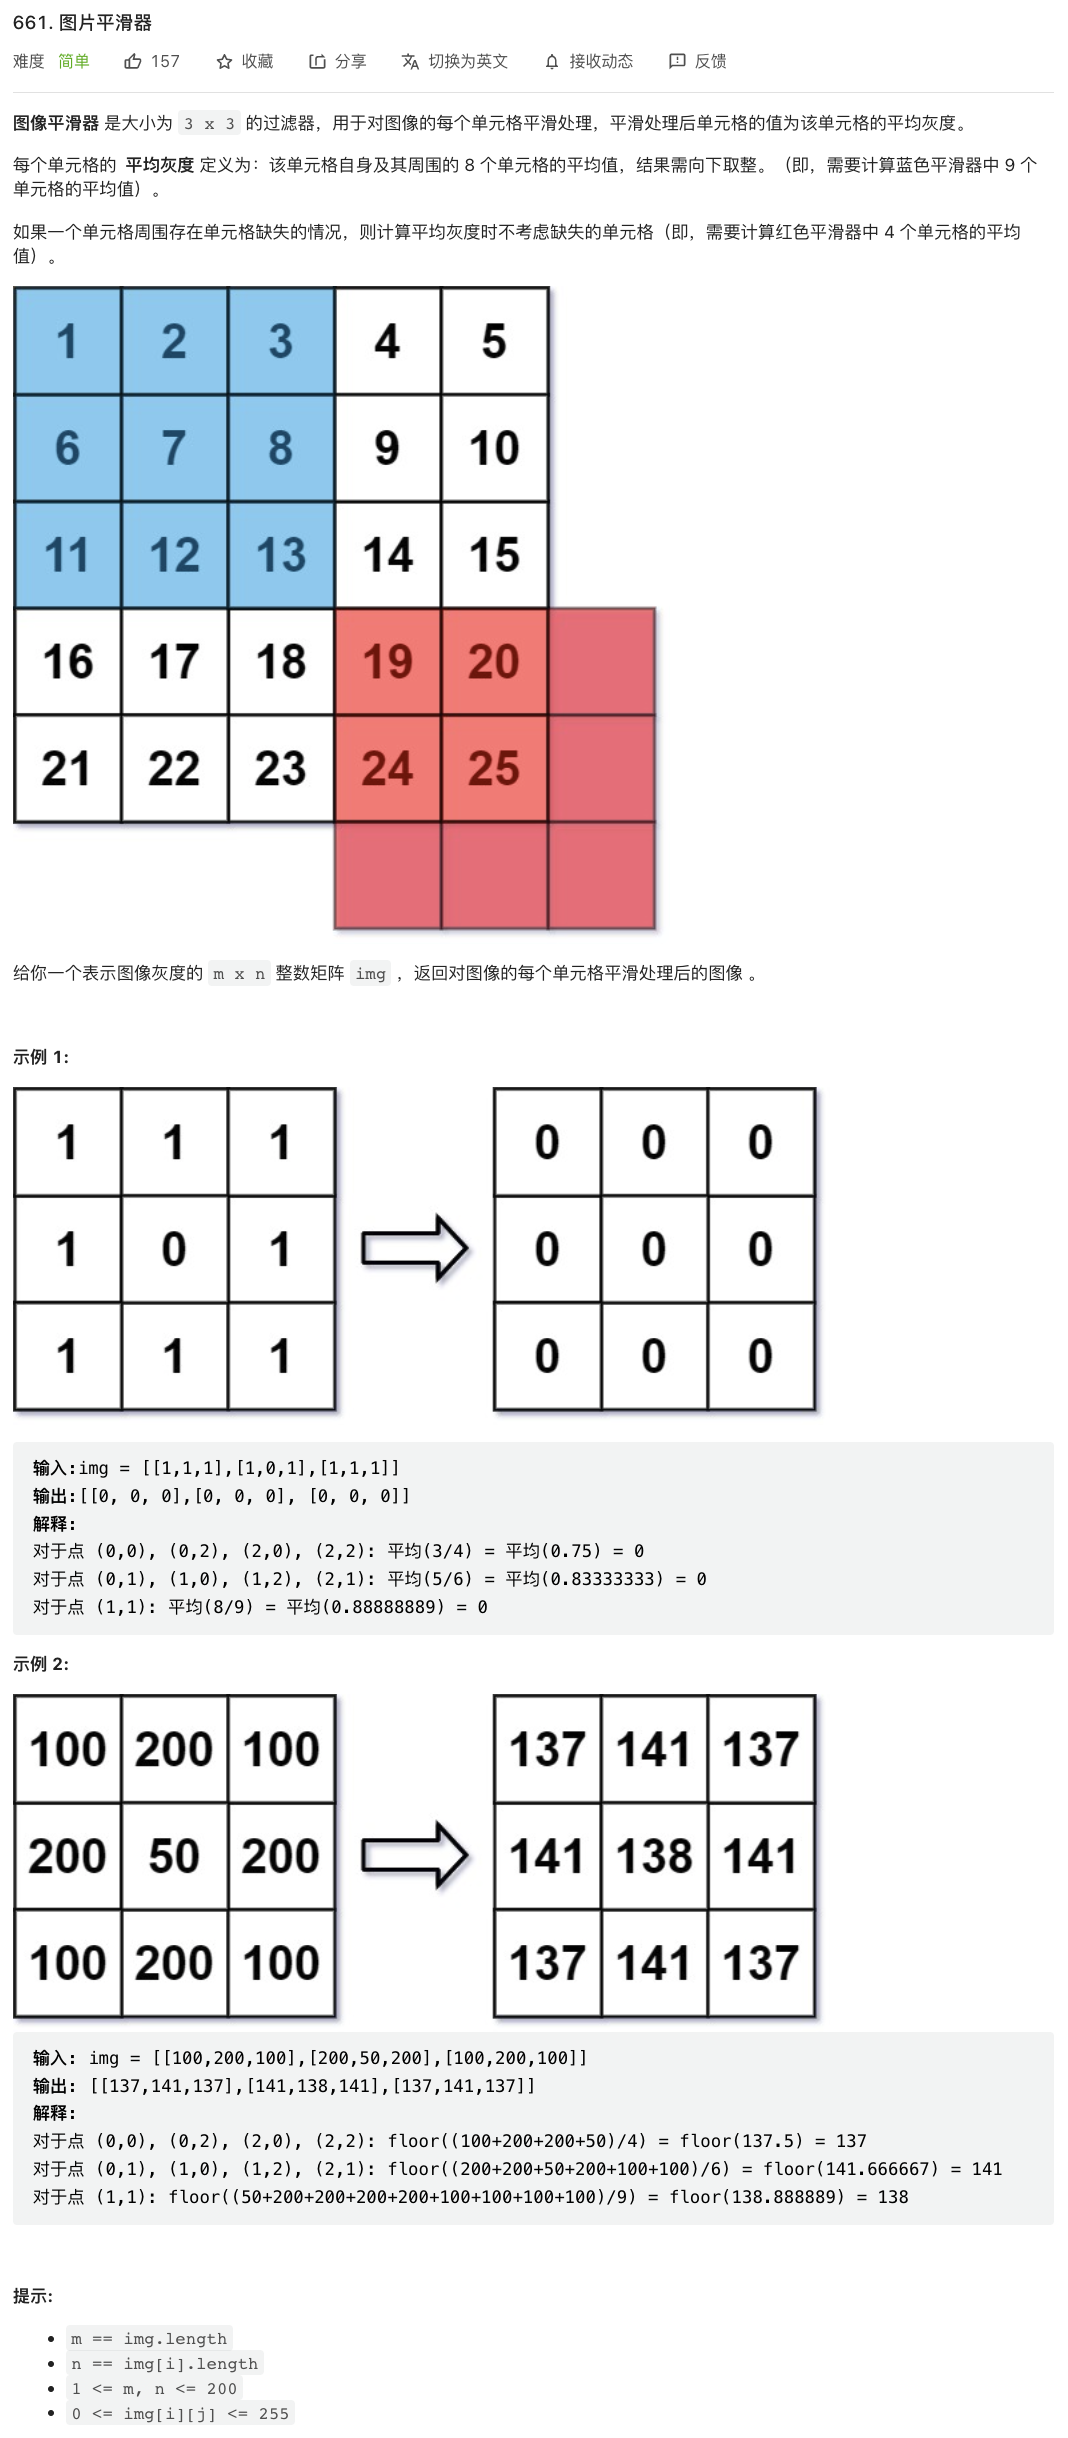 661. 图片平滑器
难度 简单 157 收藏 分享 切换为英文 接收动态 反馈
图像平滑器 是大小为 3 x 3 的过滤器，用于对图像的每个单元格平滑处理，平滑处理后单元格的值为该单元格的平均灰度。
每个单元格的 平均灰度 定义为：该单元格自身及其周围的 8 个单元格的平均值，结果需向下取整。（即，需要计算蓝色平滑器中 9 个
单元格的平均值）。
如果一个单元格周围存在单元格缺失的情况，则计算平均灰度时不考虑缺失的单元格（即，需要计算红色平滑器中 4 个单元格的平均
值）。
1 2 3 4 5
6 7 8 9 10
11 12 13 14 15
16 17 18 19 20
21 22 23 24 25
给你一个表示图像灰度的 m x n 整数矩阵 img ，返回对图像的每个单元格平滑处理后的图像 。
示例 1:
1 1 1 0 0 0
1 0 1 0 0 0
1 1 1 0 0 0
输入:img = [[1,1,1],[1,0,1],[1,1,1]]
输出:[[0, 0, 0],[0, 0, 0], [0, 0, 0]]
解释:
对于点 (0,0), (0,2), (2,0), (2,2): 平均(3/4) = 平均(0.75) = 0
对于点 (0,1), (1,0), (1,2), (2,1): 平均(5/6) = 平均(0.83333333) = 0
对于点 (1,1): 平均(8/9) = 平均(0.88888889) = 0
示例 2:
100 200 100 137 141 137
200 50 200 141 138 141
100 200 100 137 141 137
输入: img = [[100,200,100],[200,50,200],[100,200,100]]
输出: [[137,141,137],[141,138,141],[137,141,137]]
解释:
对于点 (0,0), (0,2), (2,0), (2,2): floor((100+200+200+50)/4) = floor(137.5) = 137
对于点 (0,1), (1,0), (1,2), (2,1): floor((200+200+50+200+100+100)/6) = floor(141.666667) = 141
对于点 (1,1): floor((50+200+200+200+200+100+100+100+100)/9) = floor(138.888889) = 138
提示:
m == img.length
n == img[i].length
1 <= m, n <= 200
0 <= img[i][j] <= 255